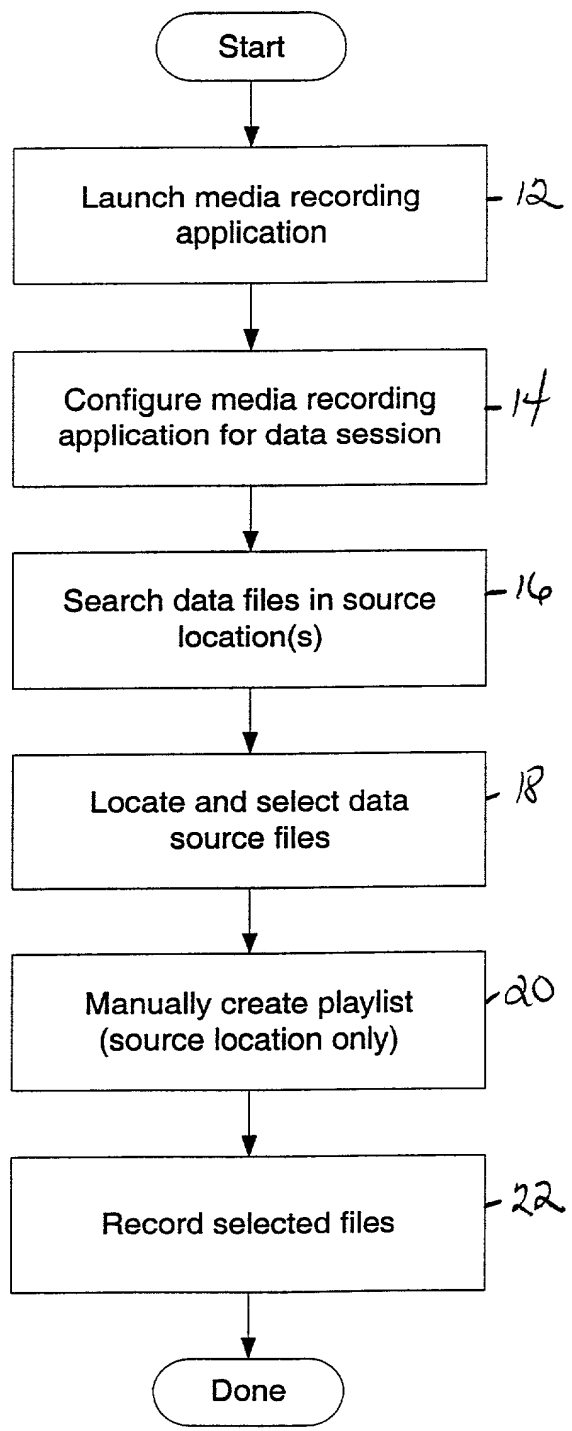 Start
Launch media recording
application
12
Configure media recording
application for data session
14
Search data files in source
location(s)
16
Locate and select data
source files
18
Manually create playlist
(source location only)
20
Record selected files
22
Done